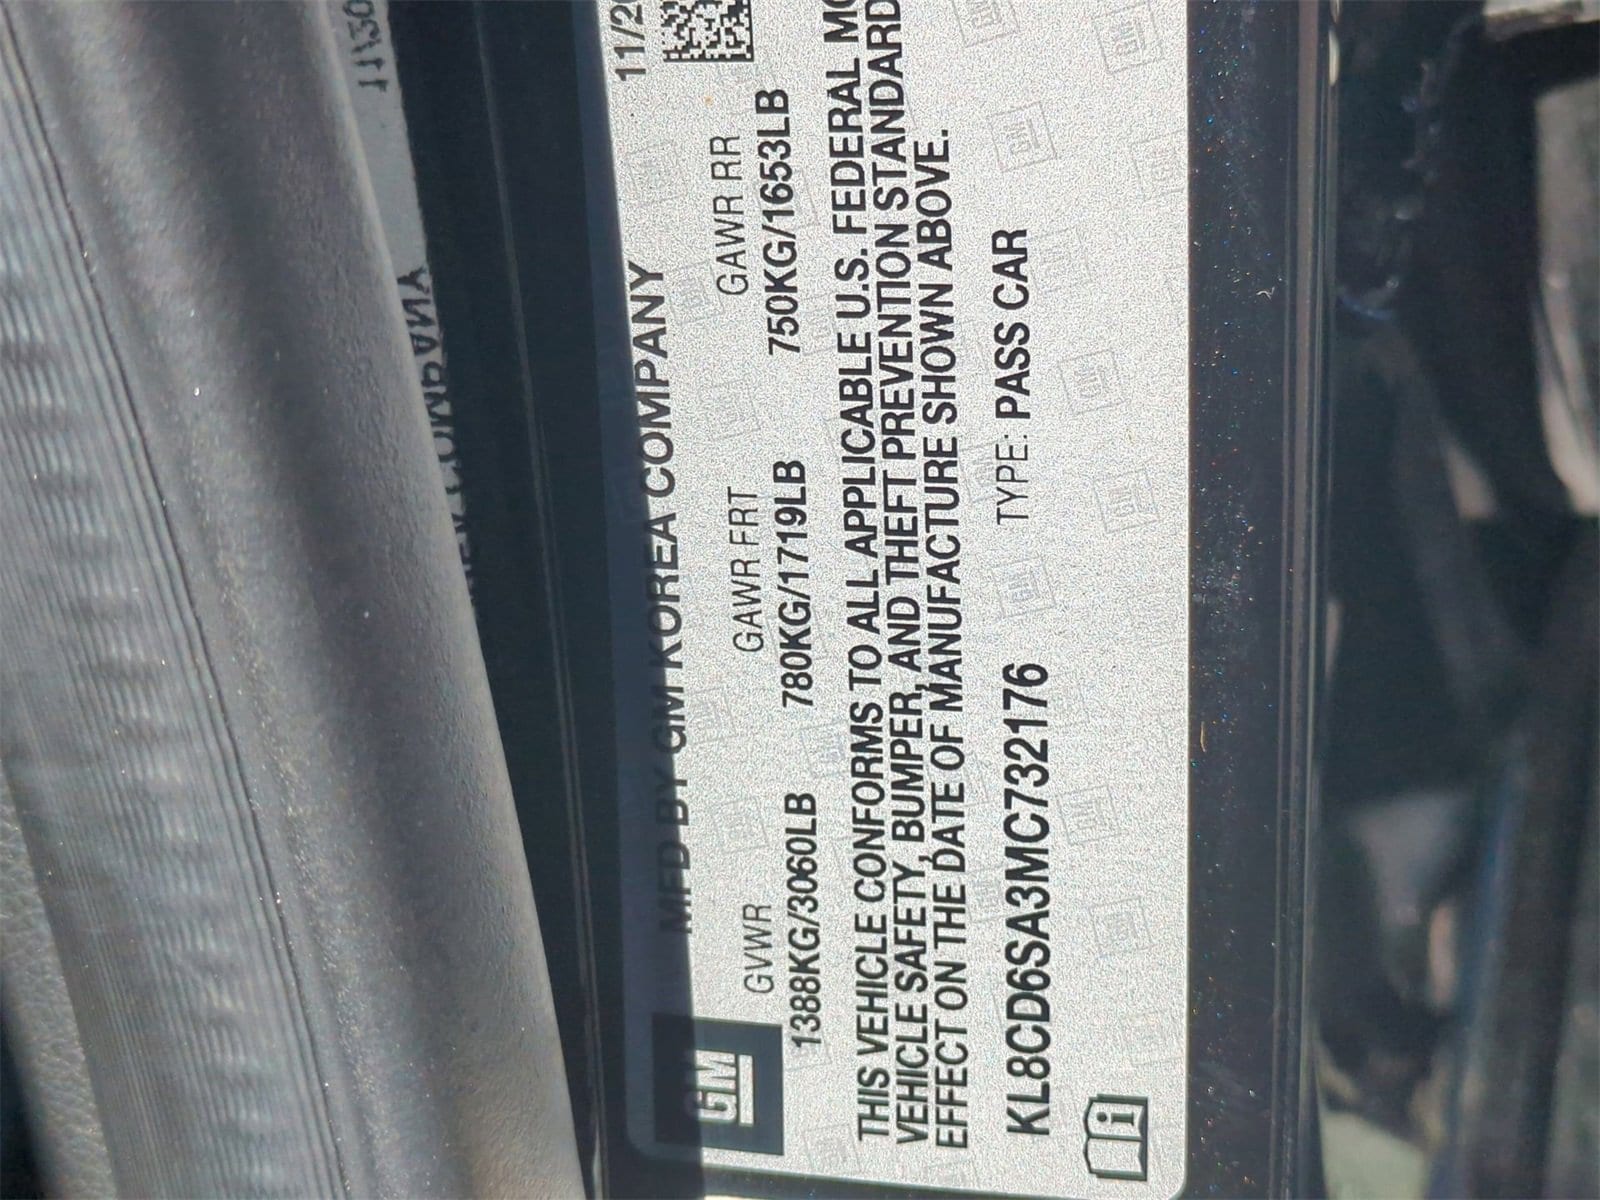 GM
MFD BY GM KOREA COMPANY 11/20
GVWR GAWR FRT GAWR RR
1388KG/3060LB 780KG/1719LB 750KG/1653LB
THIS VEHICLE CONFORMS TO ALL APPLICABLE U.S. FEDERAL MO
VEHICLE SAFETY, BUMPER, AND THEFT PREVENTION STANDARD
EFFECT ON THE DATE OF MANUFACTURE SHOWN ABOVE.
KL8CD6SA3MC732176 TYPE: PASS CAR